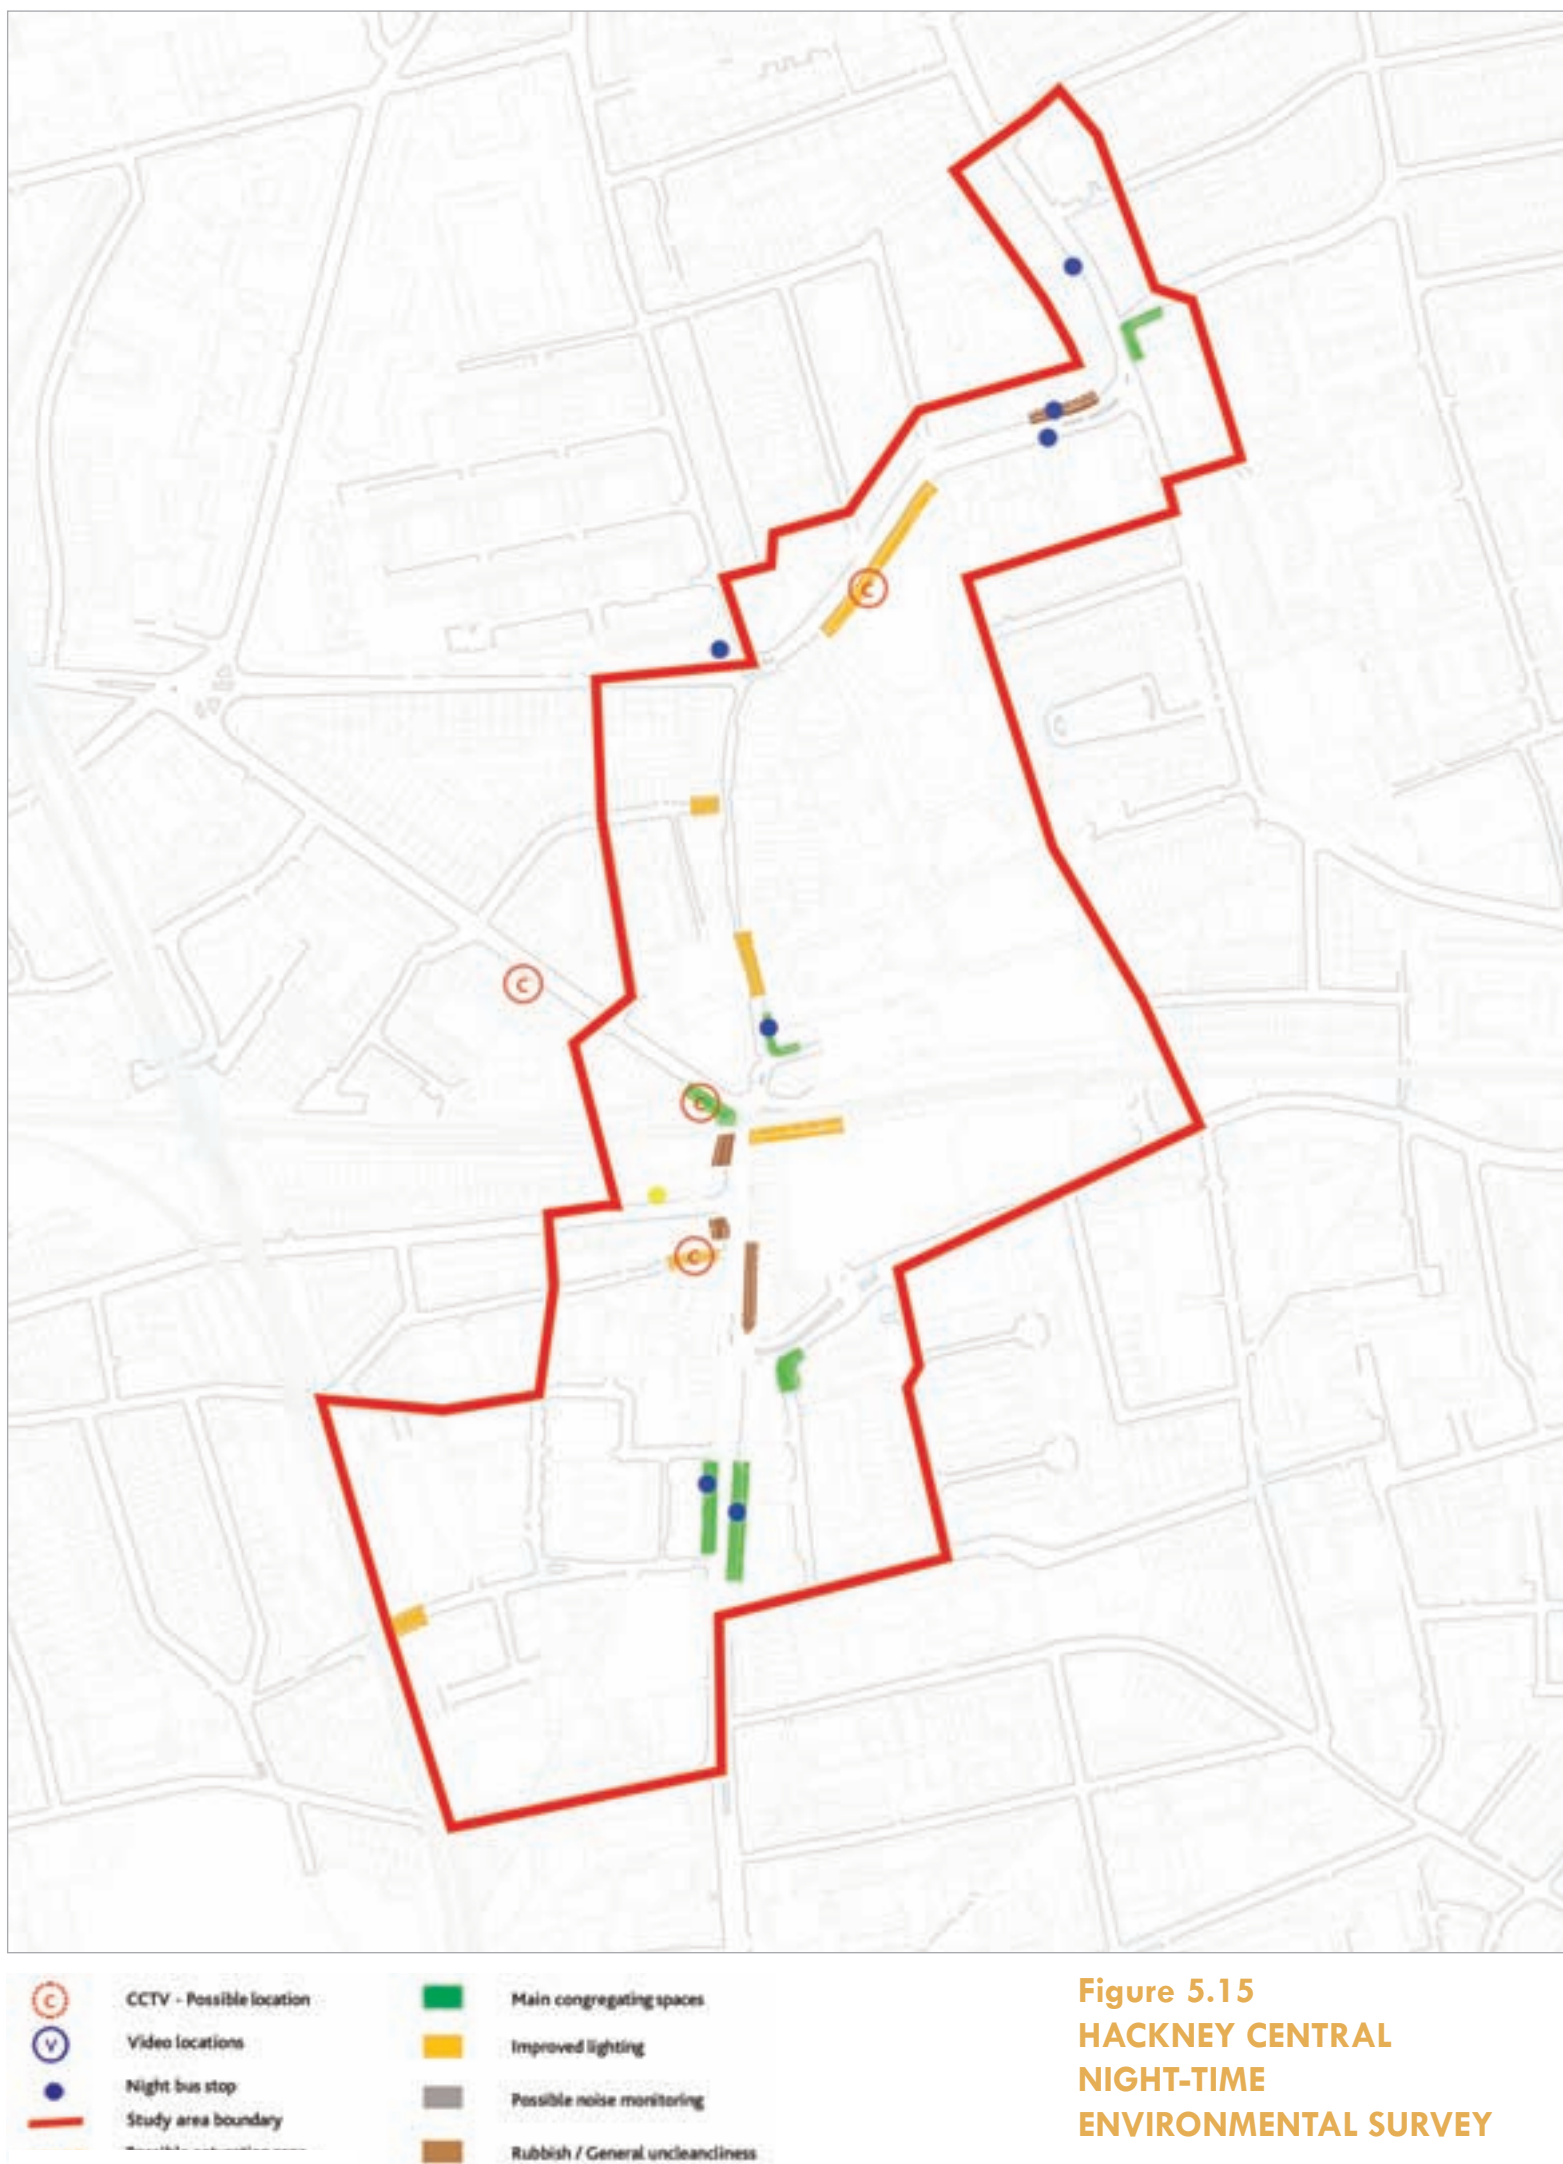 C
C
C
C
C
CCTV - Possible location
V
Video locations
Night bus stop
Study area boundary
Main congregating spaces
Improved lighting
Possible noise monitoring
Rubbish / General uncleancliness
Figure 5.15
HACKNEY CENTRAL
NIGHT-TIME
ENVIRONMENTAL SURVEY